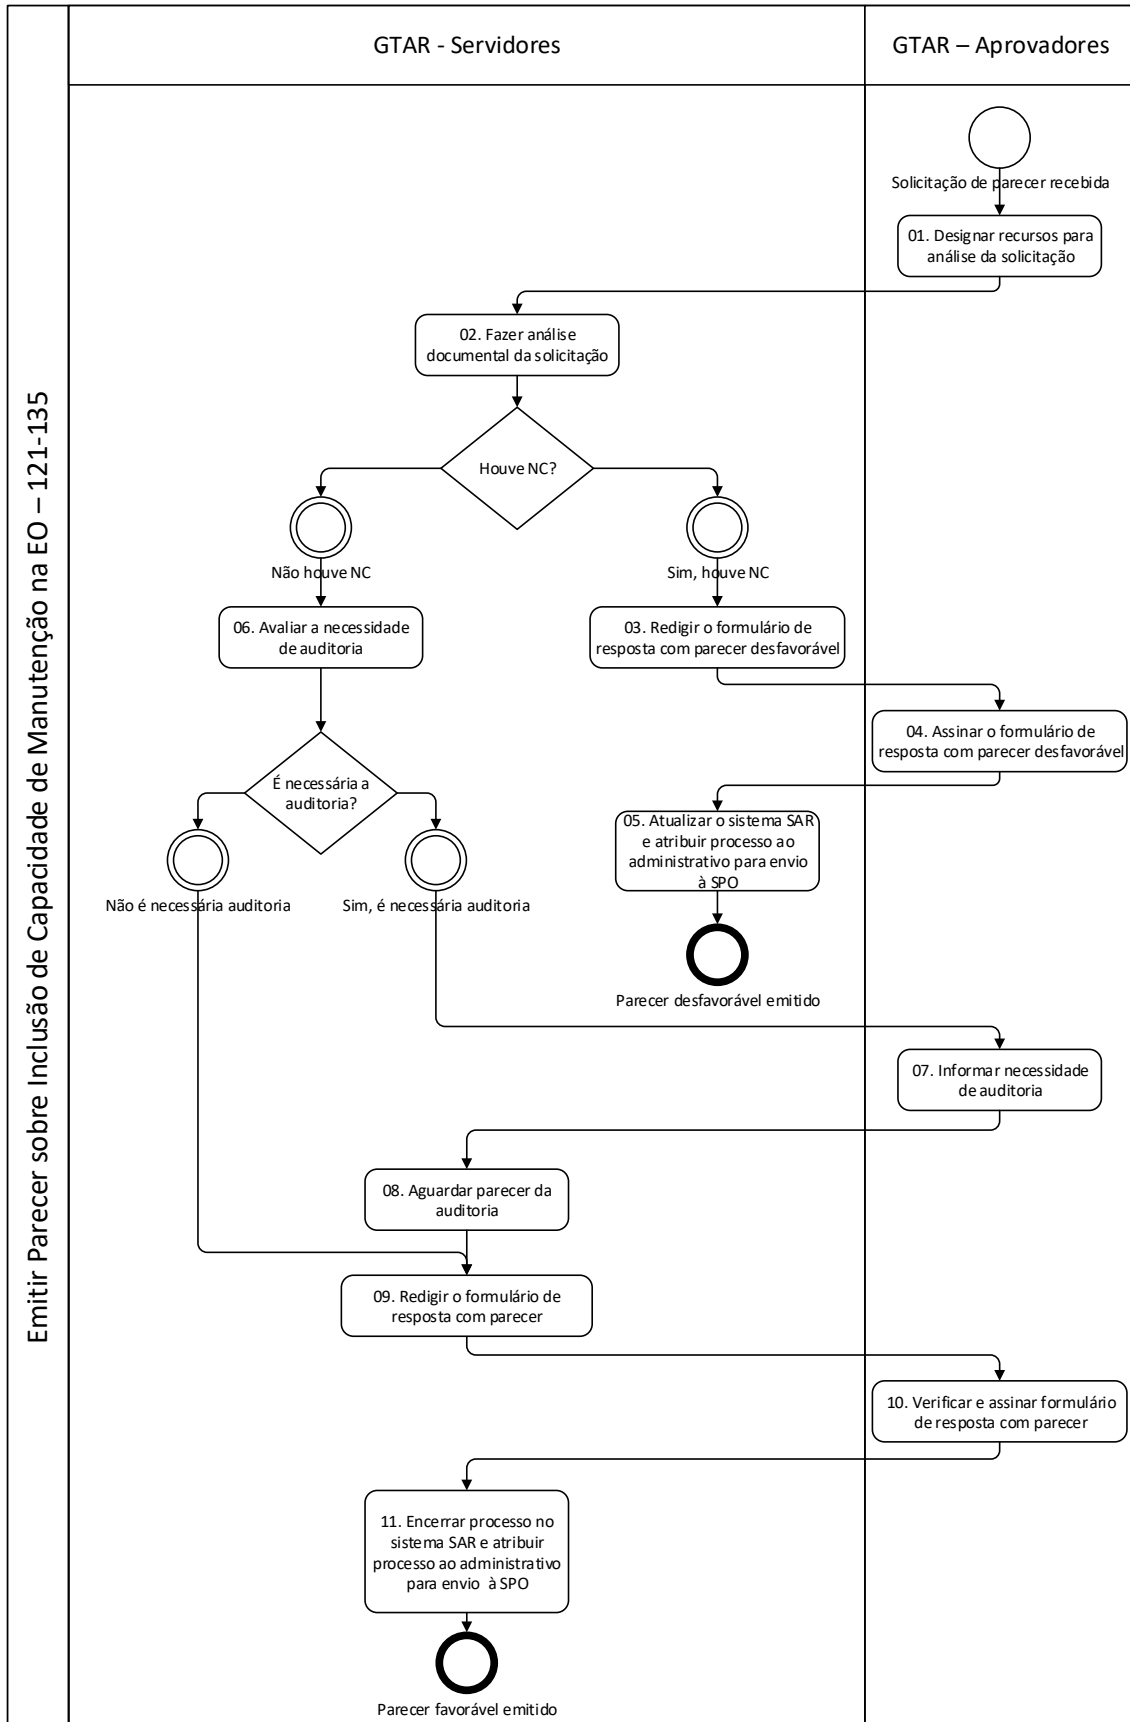 Emitir Parecer sobre Inclusão de Capacidade de Manutenção na EO – 121-135
GTAR - Servidores
GTAR – Aprovadores
Solicitação de parecer recebida
01. Designar recursos para
análise da solicitação
02. Fazer análise
documental da solicitação
Houve NC?
Não houve NC
Sim, houve NC
06. Avaliar a necessidade
de auditoria
03. Redigir o formulário de
resposta com parecer desfavorável
04. Assinar o formulário de
resposta com parecer desfavorável
É necessária a
auditoria?
05. Atualizar o sistema SAR
e atribuir processo ao
administrativo para envio
à SPO
Não é necessária auditoria
Sim, é necessária auditoria
Parecer desfavorável emitido
07. Informar necessidade
de auditoria
08. Aguardar parecer da
auditoria
09. Redigir o formulário de
resposta com parecer
10. Verificar e assinar formulário
de resposta com parecer
11. Encerrar processo no
sistema SAR e atribuir
processo ao administrativo
para envio à SPO
Parecer favorável emitido